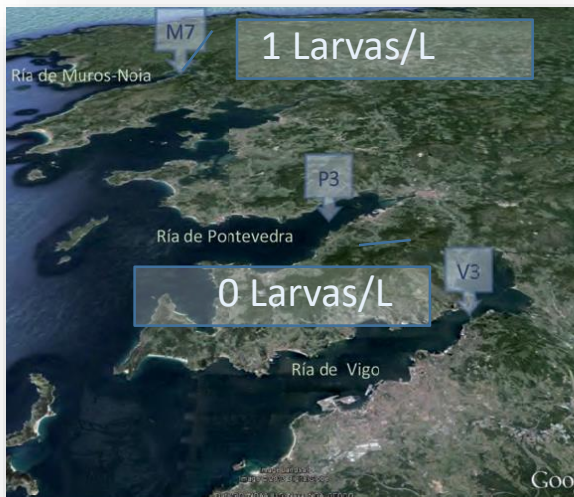 M7
1 Larvas/L
Ría de Muros-Noia
P3
Ría de Pontevedra
V3
0 Larvas/L
Ría de Vigo
Goo